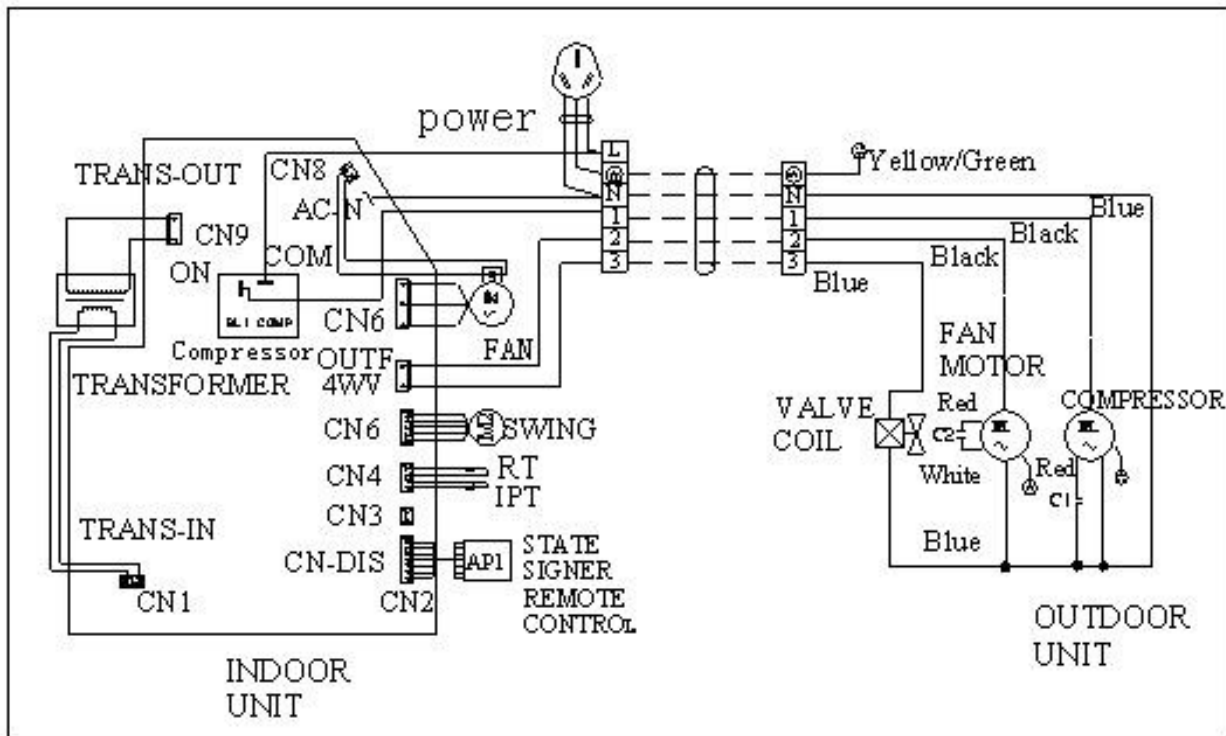 power
L
N
1
2
3
N
1
2
3
Yellow/Green
Blue
Black
Black
Blue
TRANS-OUT
CN8
AC-N
CN9
ON
COM
RL1 COMP
Compressor
CN6
FAN
TRANSFORMER
OUTF
4WV
CN6
SWING
CN4
RT
IPT
CN3
TRANS-IN
CN-DIS
AP1
STATE
SIGNER
REMOTE
CONTROL
CN1
CN2
INDOOR
UNIT
FAN
MOTOR
VALVE
COIL
Red
C2
White
COMPRESSOR
Red
C1
Blue
OUTDOOR
UNIT